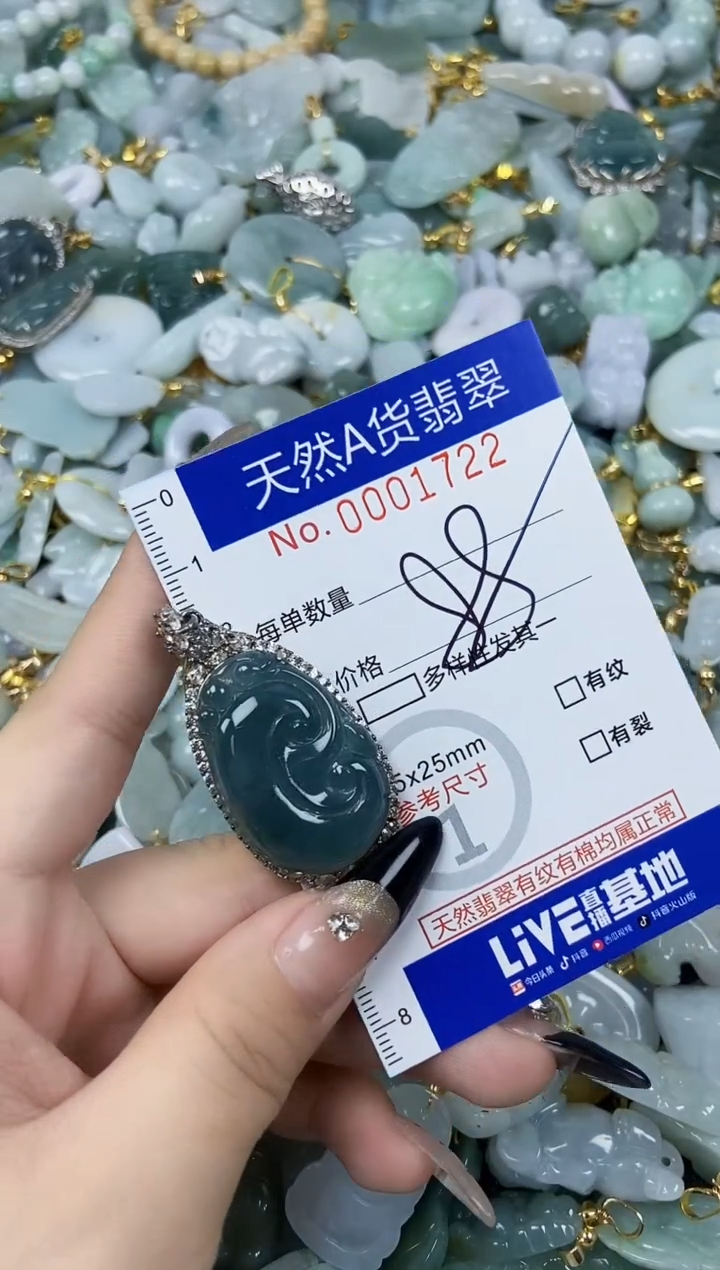 天然A货翡翠
No.0001722
0
1
每单数量
价格
多样性发其一
有纹
有裂
5x25mm
参考尺寸
1
天然翡翠有纹有棉均属正常
LiVE直播基地
今日头条 抖音 西瓜视频 抖音火山版
8